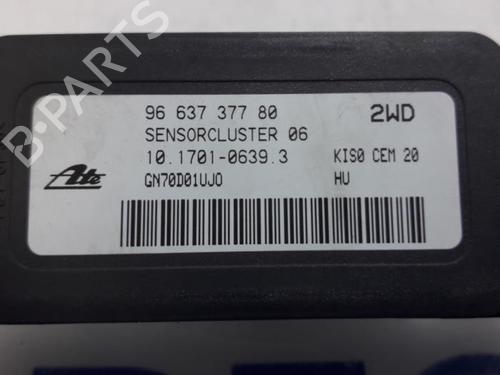 96 637 377 80 2WD
SENSORCLUSTER 06
10.1701-0639.3 KIS0 CEM 20
Ate GN70D01UJ0 HU
B-PARTS